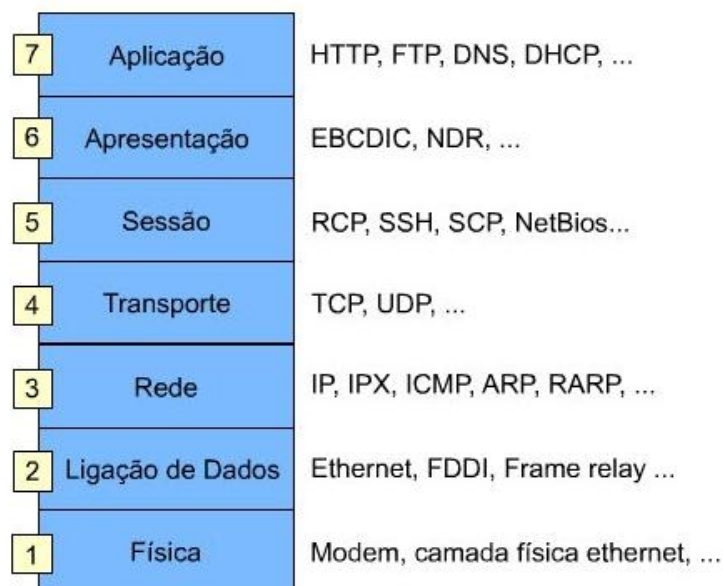 7 Aplicação HTTP, FTP, DNS, DHCP, ...
6 Apresentação EBCDIC, NDR, ...
5 Sessão RCP, SSH, SCP, NetBios...
4 Transporte TCP, UDP, ...
3 Rede IP, IPX, ICMP, ARP, RARP, ...
2 Ligação de Dados Ethernet, FDDI, Frame relay ...
1 Física Modem, camada física ethernet, ...